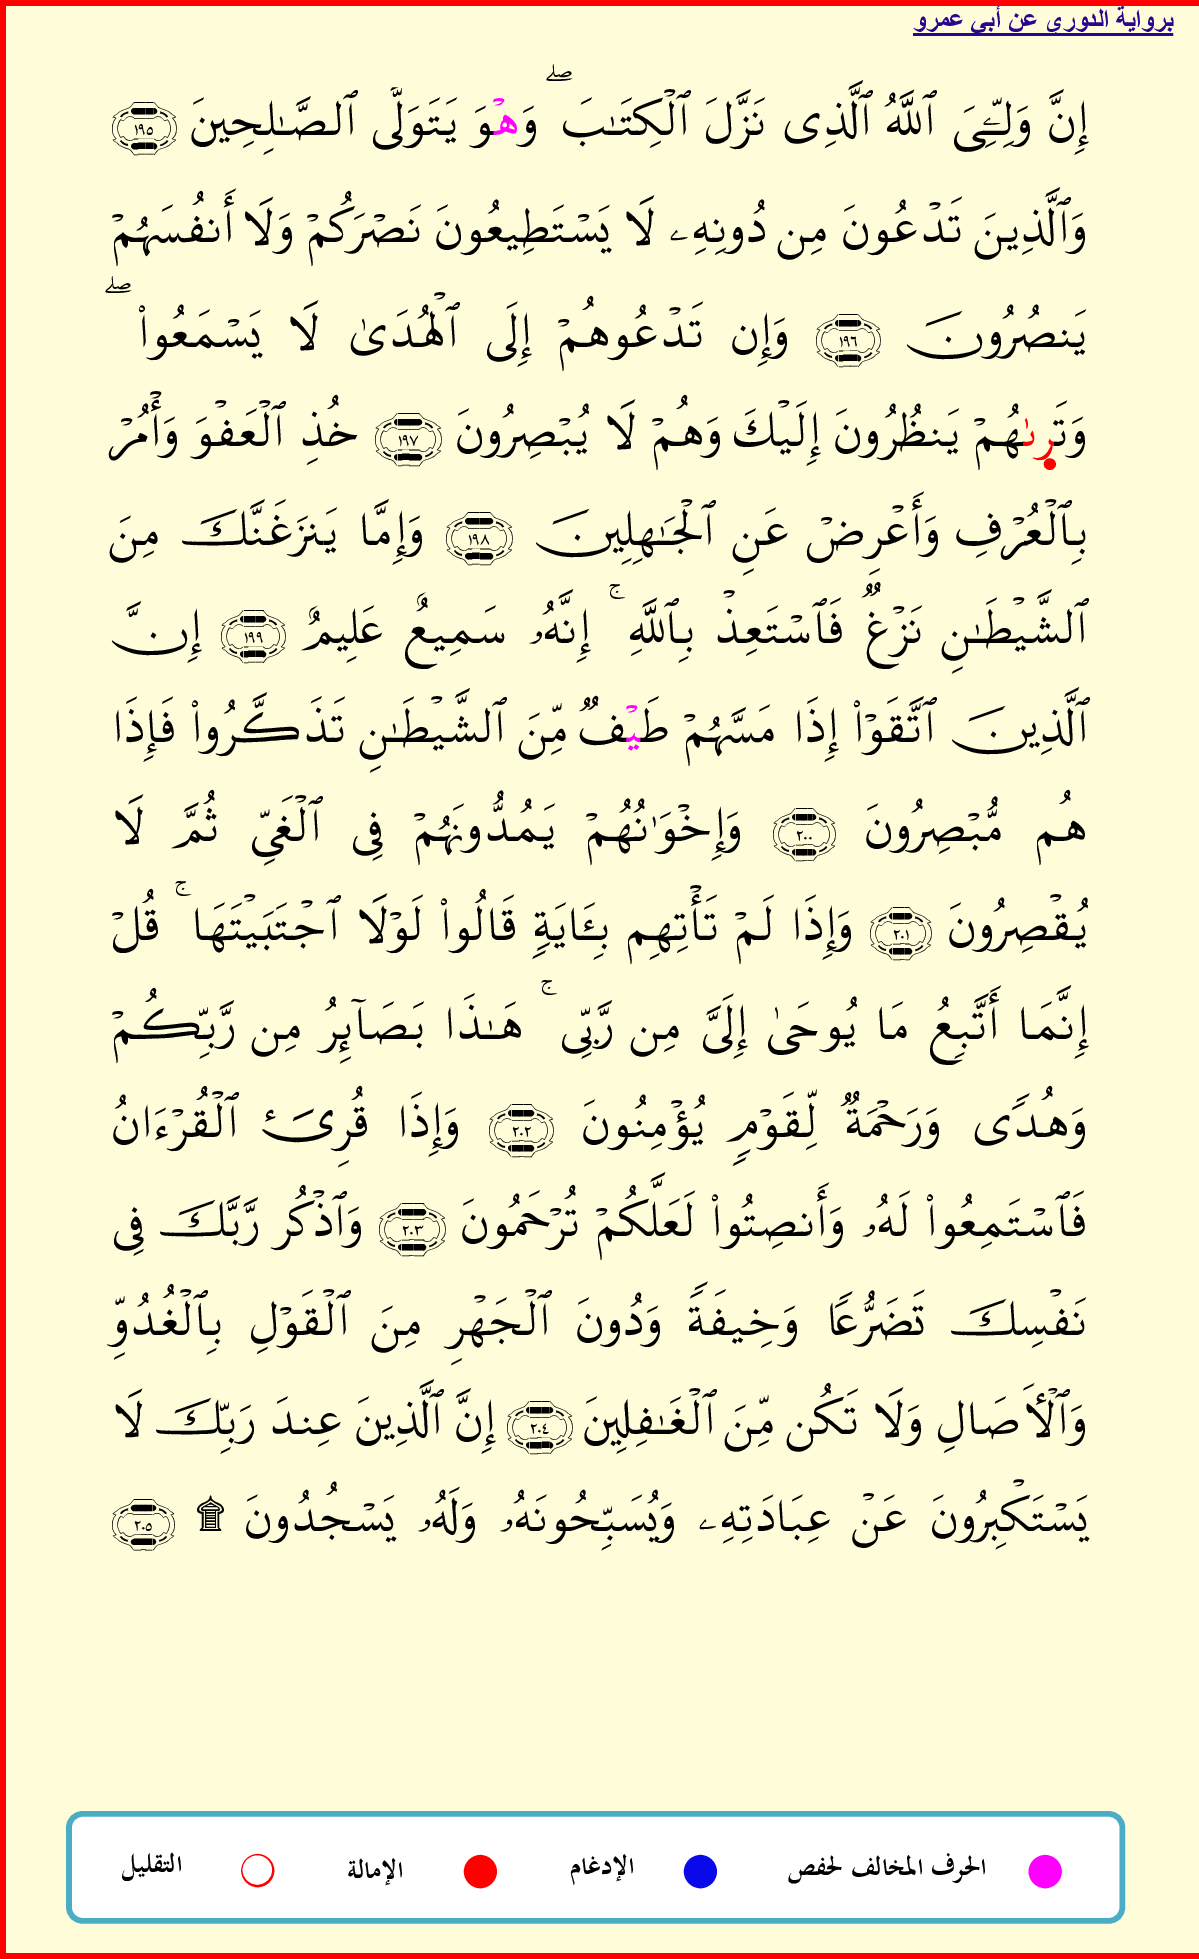 برواية الدوري عن أبي عمرو
إِنَّ وَلِـِّۧيَ ٱللَّهُ ٱلَّذِى نَزَّلَ ٱلْكِتَـٰبَ ۖ وَهْوَ يَتَوَلَّى ٱلصَّـٰلِحِينَ ١٩٥
وَٱلَّذِينَ تَدْعُونَ مِن دُونِهِۦ لَا يَسْتَطِيعُونَ نَصْرَكُمْ وَلَا أَنفُسَهُمْ
يَنصُرُونَ ١٩٦ وَإِن تَدْعُوهُمْ إِلَى ٱلْهُدَىٰ لَا يَسْمَعُوا۟ ۖ
وَتَرِىٰهُمْ يَنظُرُونَ إِلَيْكَ وَهُمْ لَا يُبْصِرُونَ ١٩٧ خُذِ ٱلْعَفْوَ وَأْمُرْ
بِٱلْعُرْفِ وَأَعْرِضْ عَنِ ٱلْجَـٰهِلِينَ ١٩٨ وَإِمَّا يَنزَغَنَّكَ مِنَ
ٱلشَّيْطَـٰنِ نَزْغٌ فَٱسْتَعِذْ بِٱللَّهِ ۚ إِنَّهُۥ سَمِيعٌ عَلِيمٌ ١٩٩ إِنَّ
ٱلَّذِينَ ٱتَّقَوْا۟ إِذَا مَسَّهُمْ طَيْفٌ مِّنَ ٱلشَّيْطَـٰنِ تَذَكَّرُوا۟ فَإِذَا
هُم مُّبْصِرُونَ ٢٠٠ وَإِخْوَٰنُهُمْ يَمُدُّونَهُمْ فِى ٱلْغَيِّ ثُمَّ لَا
يُقْصِرُونَ ٢٠١ وَإِذَا لَمْ تَأْتِهِم بِـَٔايَةٍ قَالُوا۟ لَوْلَا ٱجْتَبَيْتَهَا ۚ قُلْ
إِنَّمَا أَتَّبِعُ مَا يُوحَىٰ إِلَىَّ مِن رَّبِّى ۚ هَـٰذَا بَصَآئِرُ مِن رَّبِّكُمْ
وَهُدًى وَرَحْمَةٌ لِّقَوْمٍ يُؤْمِنُونَ ٢٠٢ وَإِذَا قُرِئَ ٱلْقُرْءَانُ
فَٱسْتَمِعُوا۟ لَهُۥ وَأَنصِتُوا۟ لَعَلَّكُمْ تُرْحَمُونَ ٢٠٣ وَٱذْكُر رَّبَّكَ فِى
نَفْسِكَ تَضَرُّعًا وَخِيفَةً وَدُونَ ٱلْجَهْرِ مِنَ ٱلْقَوْلِ بِٱلْغُدُوِّ
وَٱلْأَصَالِ وَلَا تَكُن مِّنَ ٱلْغَـٰفِلِينَ ٢٠٤ إِنَّ ٱلَّذِينَ عِندَ رَبِّكَ لَا
يَسْتَكْبِرُونَ عَنْ عِبَادَتِهِۦ وَيُسَبِّحُونَهُۥ وَلَهُۥ يَسْجُدُونَ ۩ ٢٠٥
الحرف المخالف لحفص الإدغام الإمالة التقليل